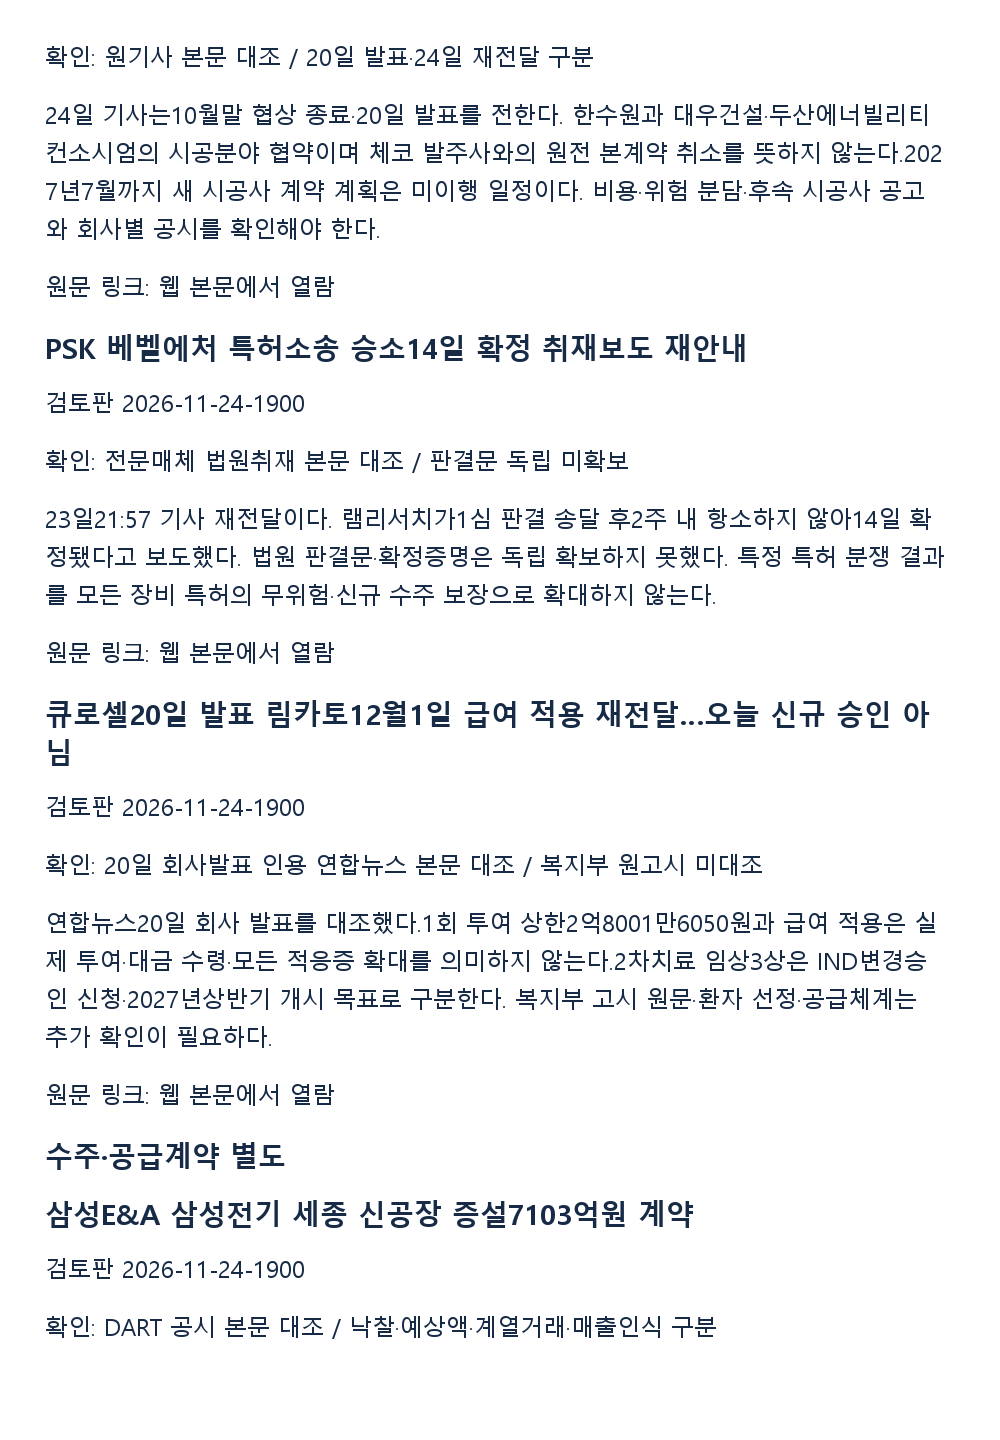 확인: 원기사 본문 대조 / 20일 발표·24일 재전달 구분
24일 기사는10월말 협상 종료·20일 발표를 전한다. 한수원과 대우건설·두산에너빌리티
컨소시엄의 시공분야 협약이며 체코 발주사와의 원전 본계약 취소를 뜻하지 않는다.202
7년7월까지 새 시공사 계약 계획은 미이행 일정이다. 비용·위험 분담·후속 시공사 공고
와 회사별 공시를 확인해야 한다.
원문 링크: 웹 본문에서 열람
PSK 베벨에처 특허소송 승소14일 확정 취재보도 재안내
검토판 2026-11-24-1900
확인: 전문매체 법원취재 본문 대조 / 판결문 독립 미확보
23일21:57 기사 재전달이다. 램리서치가1심 판결 송달 후2주 내 항소하지 않아14일 확
정됐다고 보도했다. 법원 판결문·확정증명은 독립 확보하지 못했다. 특정 특허 분쟁 결과
를 모든 장비 특허의 무위험·신규 수주 보장으로 확대하지 않는다.
원문 링크: 웹 본문에서 열람
큐로셀20일 발표 림카토12월1일 급여 적용 재전달…오늘 신규 승인 아
님
검토판 2026-11-24-1900
확인: 20일 회사발표 인용 연합뉴스 본문 대조 / 복지부 원고시 미대조
연합뉴스20일 회사 발표를 대조했다.1회 투여 상한2억8001만6050원과 급여 적용은 실
제 투여·대금 수령·모든 적응증 확대를 의미하지 않는다.2차치료 임상3상은 IND변경승
인 신청·2027년상반기 개시 목표로 구분한다. 복지부 고시 원문·환자 선정·공급체계는
추가 확인이 필요하다.
원문 링크: 웹 본문에서 열람
수주·공급계약 별도
삼성E&A 삼성전기 세종 신공장 증설7103억원 계약
검토판 2026-11-24-1900
확인: DART 공시 본문 대조 / 낙찰·예상액·계열거래·매출인식 구분